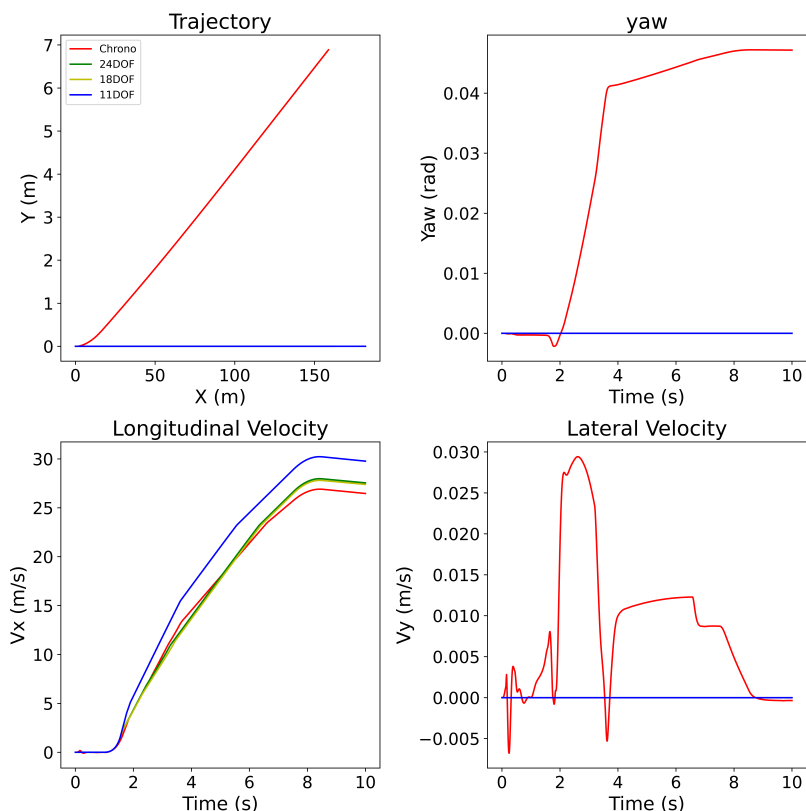 Trajectory
7
6
5
4
3
2
1
0
Y (m)
Chrono
24DOF
18DOF
11DOF
0 50 100 150
X (m)
yaw
0.04
0.03
0.02
0.01
0.00
Yaw (rad)
0 2 4 6 8 10
Time (s)
Longitudinal Velocity
30
25
20
15
10
5
0
Vx (m/s)
0 2 4 6 8 10
Time (s)
Lateral Velocity
0.030
0.025
0.020
0.015
0.010
0.005
0.000
−0.005
Vy (m/s)
0 2 4 6 8 10
Time (s)